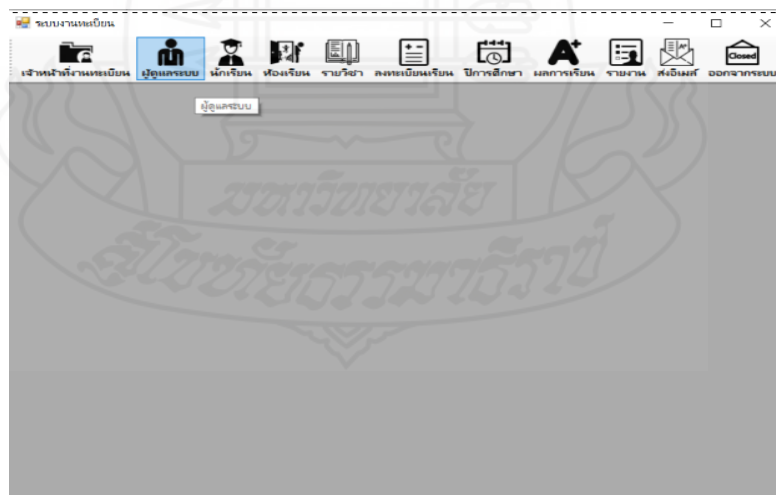 ระบบงานทะเบียน
เจ้าหน้าที่งานทะเบียน ผู้ดูแลระบบ นักเรียน ห้องเรียน รายวิชา ลงทะเบียนเรียน ปีการศึกษา ผลการเรียน รายงาน ส่งอีเมล์ ออกจากระบบ
A+
Closed
ผู้ดูแลระบบ
มหาวิทยาลัย
สุโขทัยธรรมาธิราช